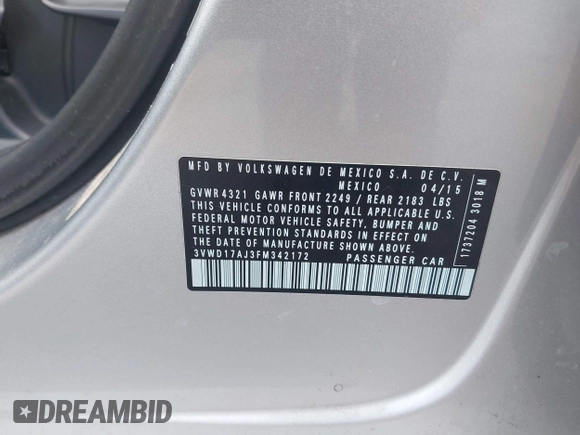 MFD BY VOLKSWAGEN DE MEXICO S.A. DE C.V.
MEXICO 04/15
GVWR 4321 GAWR FRONT 2249 / REAR 2183 LBS
THIS VEHICLE CONFORMS TO ALL APPLICABLE U.S.
FEDERAL MOTOR VEHICLE SAFETY, BUMPER AND
THEFT PREVENTION STANDARDS IN EFFECT ON THE
DATE OF MANUFACTURE SHOWN ABOVE.
3VWD17AJ3FM342172 PASSENGER CAR
1737204 3018 M
DREAMBID